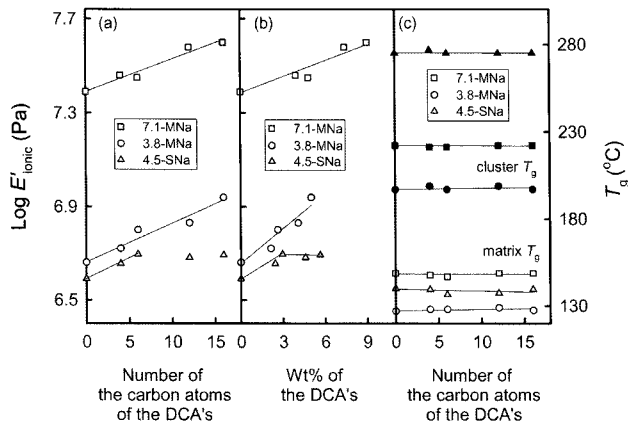 (a)
(b)
(c)
7.7
7.4
6.9
6.5
Log E'ionic (Pa)
7.1-MNa
3.8-MNa
4.5-SNa
7.1-MNa
3.8-MNa
4.5-SNa
7.1-MNa
3.8-MNa
4.5-SNa
cluster Tg
matrix Tg
280
230
180
130
Tg (°C)
0 5 10 15
0 3 6 9
0 5 10 15
Number of
the carbon atoms
of the DCA's
Wt% of
the DCA's
Number of
the carbon atoms
of the DCA's